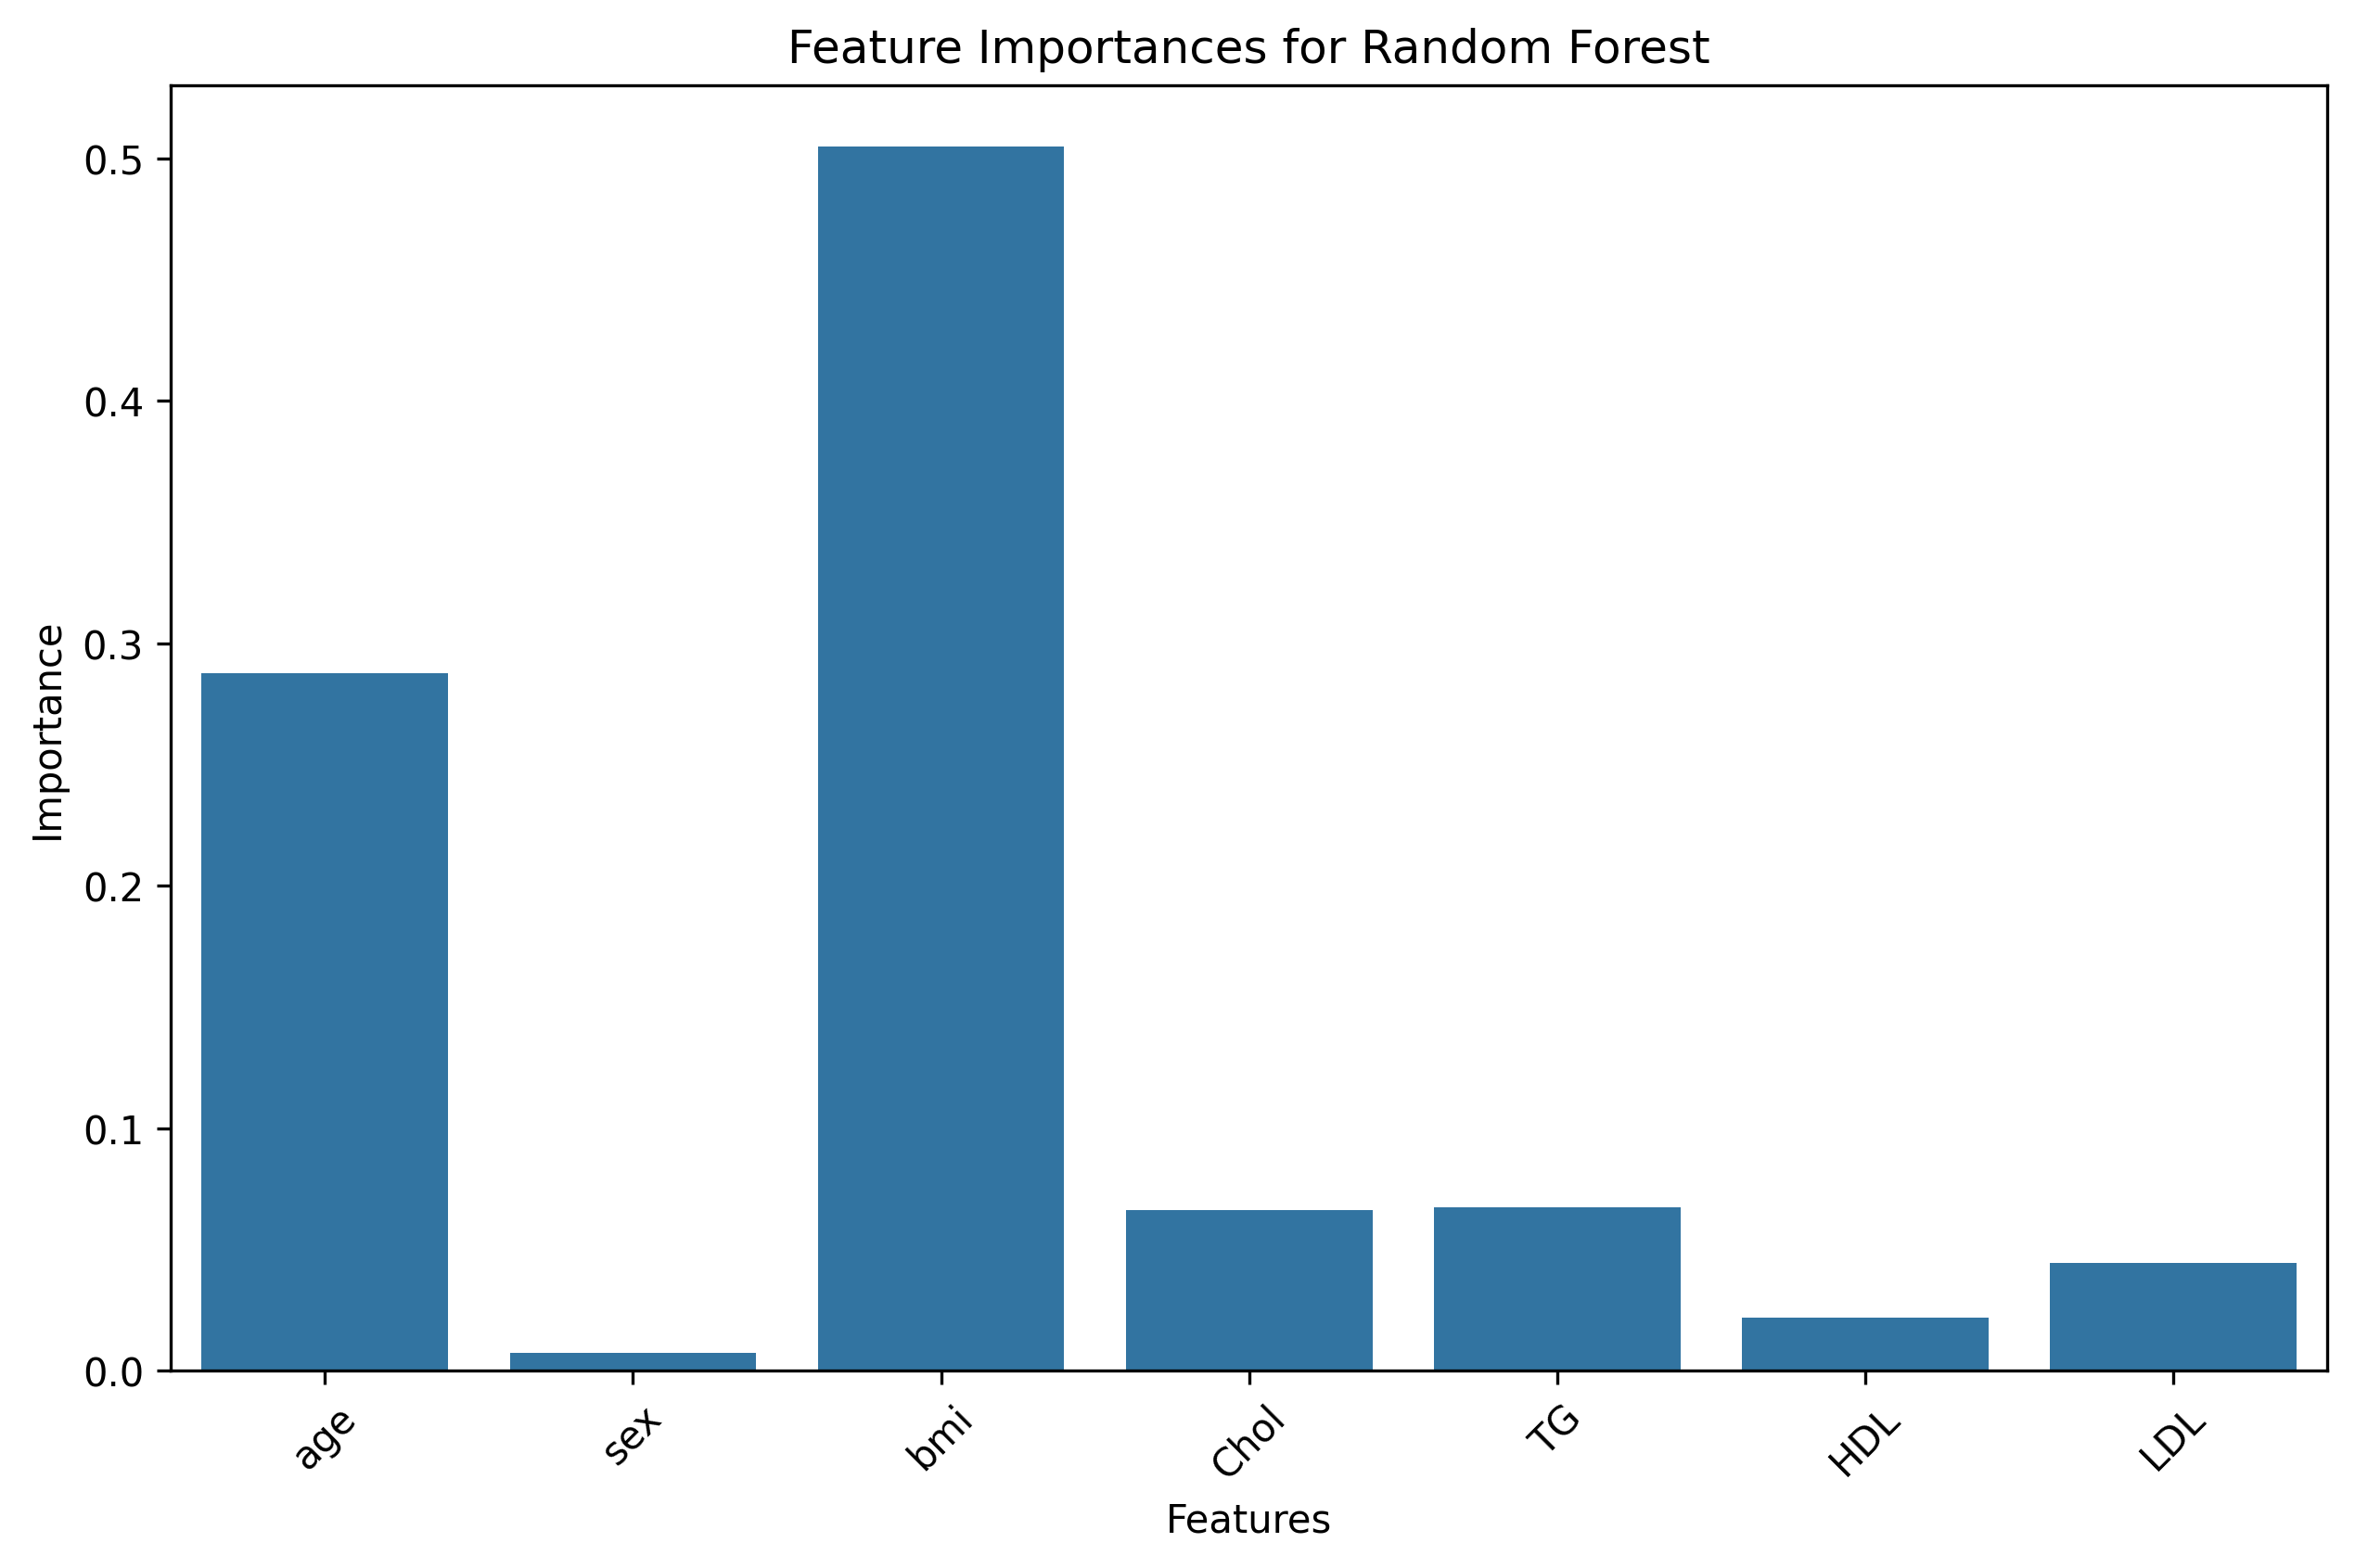 Feature Importances for Random Forest
Importance
0.5
0.4
0.3
0.2
0.1
0.0
age
sex
bmi
Chol
TG
HDL
LDL
Features